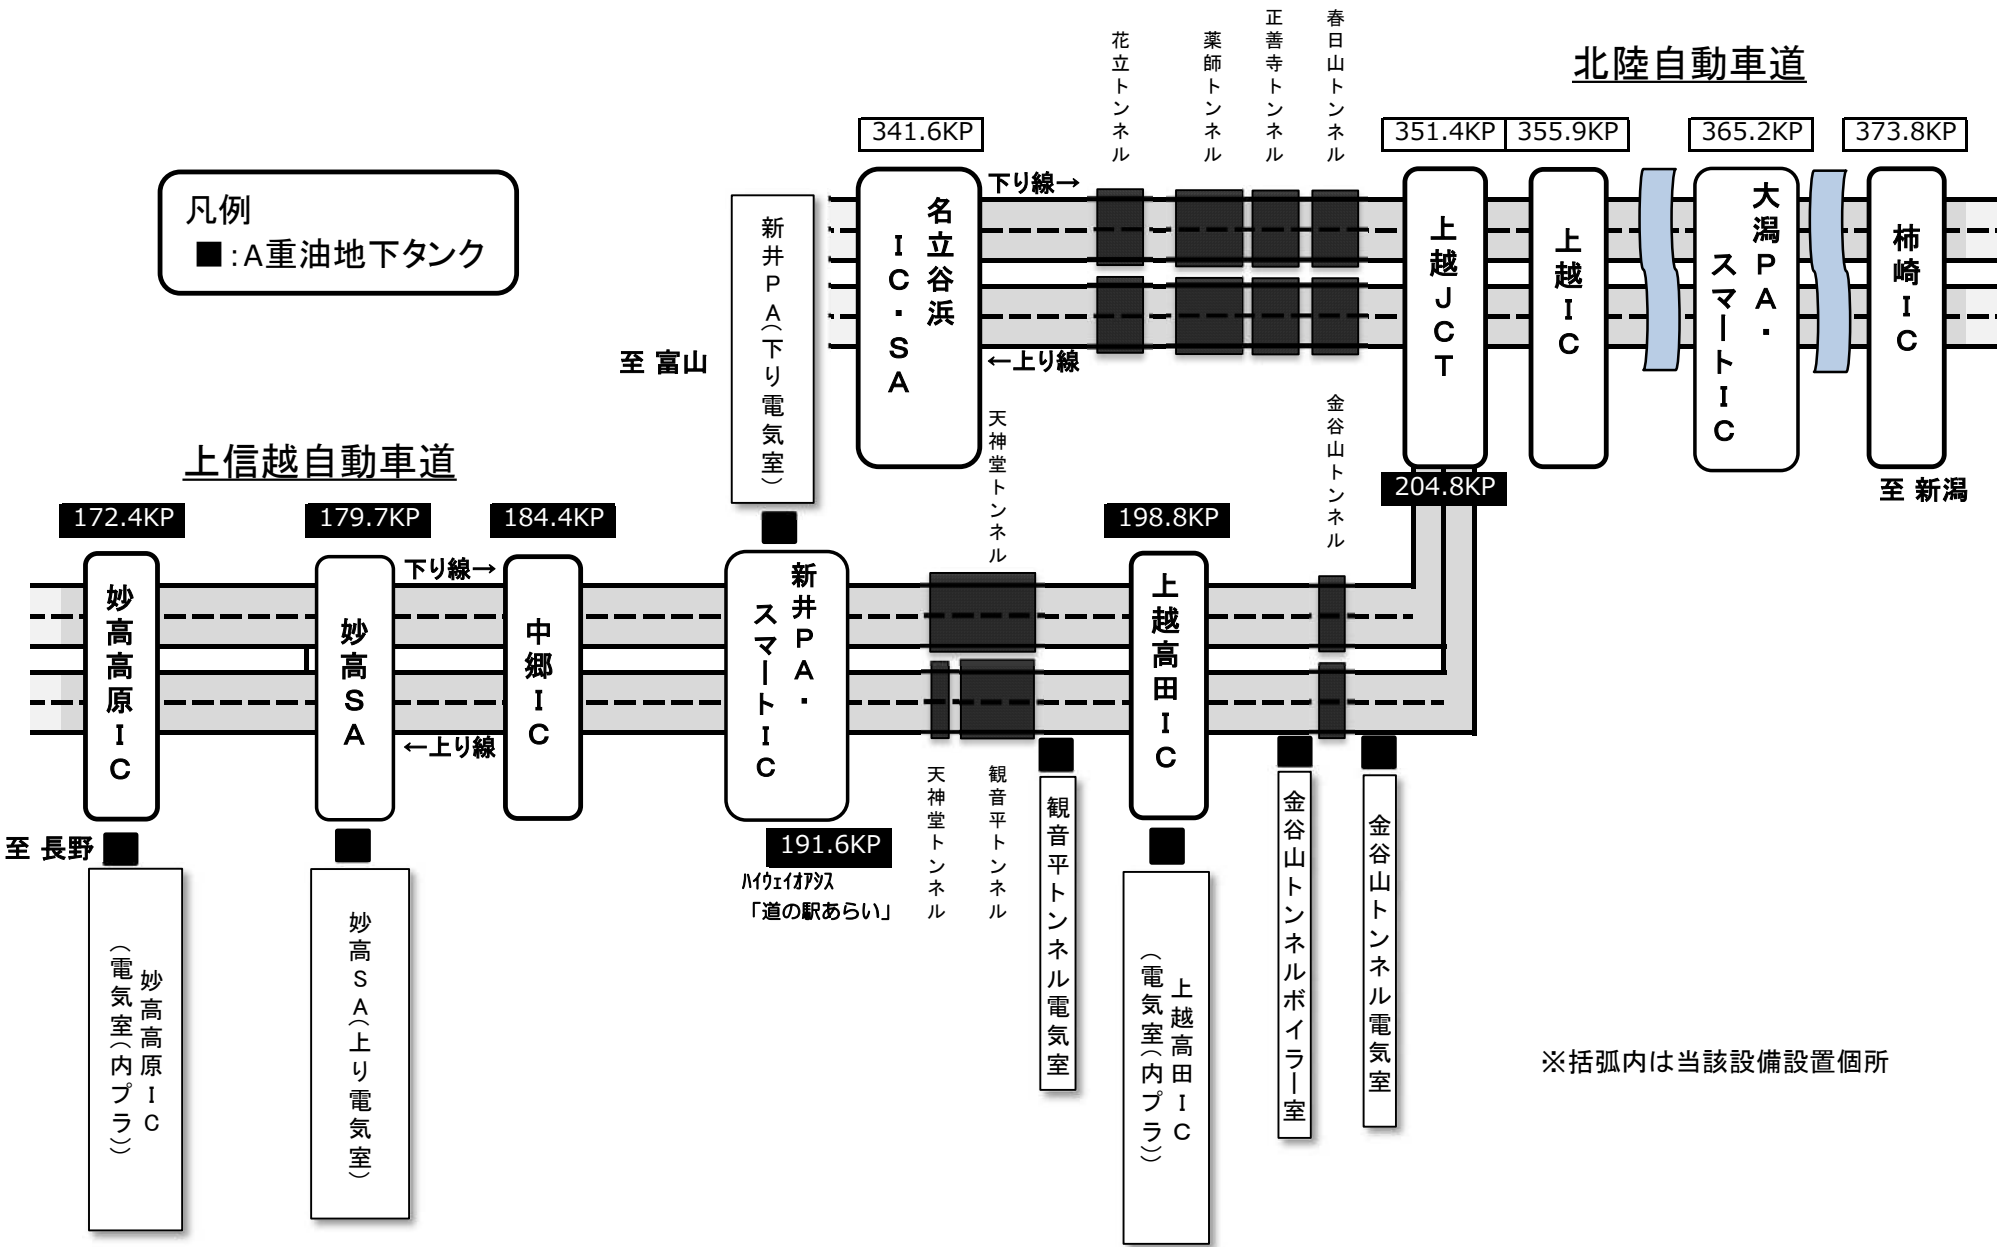 北陸自動車道
凡例
■：A重油地下タンク
花立トンネル
薬師トンネル
正善寺トンネル
春日山トンネル
341.6KP
351.4KP
355.9KP
365.2KP
373.8KP
名立谷浜
IC・SA
下り線→
←上り線
上越JCT
上越IC
大潟PA・
スマートIC
柿崎IC
至 富山
至 新潟
204.8KP
上信越自動車道
172.4KP
179.7KP
184.4KP
新井PA（下り電気室）
天神堂トンネル
198.8KP
金谷山トンネル
妙高高原IC
妙高SA
下り線→
←上り線
中郷IC
新井PA・
スマートIC
上越高田IC
至 長野
191.6KP
ﾊｲｳｪｲｵｱｼｽ
「道の駅あらい」
天神堂トンネル
観音平トンネル
妙高高原IC
（電気室（内プラ））
妙高SA（上り電気室）
観音平トンネル電気室
上越高田IC
（電気室（内プラ））
金谷山トンネルボイラー室
金谷山トンネル電気室
※括弧内は当該設備設置個所